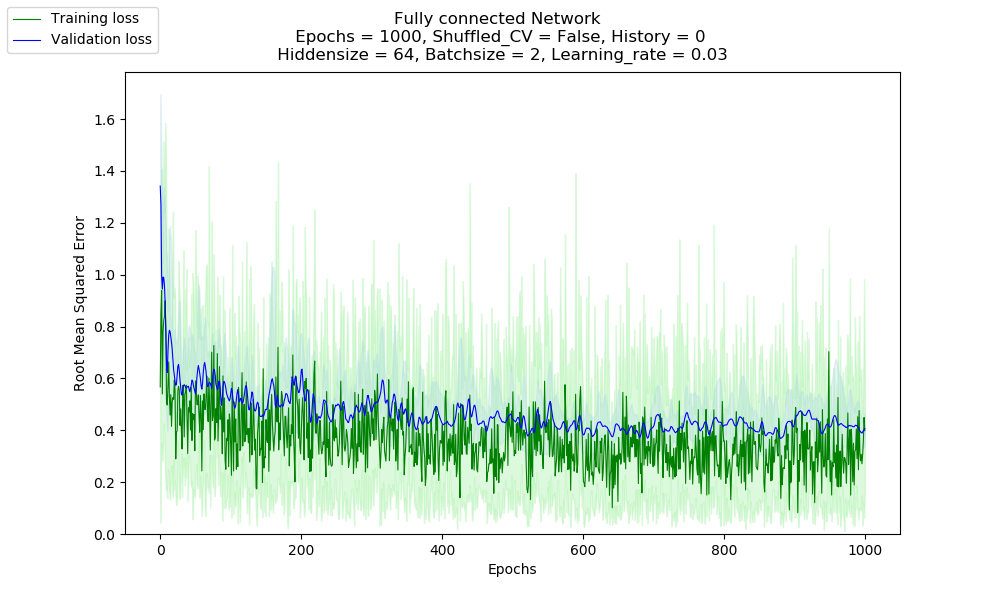 Training loss
Validation loss
Fully connected Network
Epochs = 1000, Shuffled_CV = False, History = 0
Hiddensize = 64, Batchsize = 2, Learning_rate = 0.03
Root Mean Squared Error
1.6
1.4
1.2
1.0
0.8
0.6
0.4
0.2
0.0
0
200
400
600
800
1000
Epochs